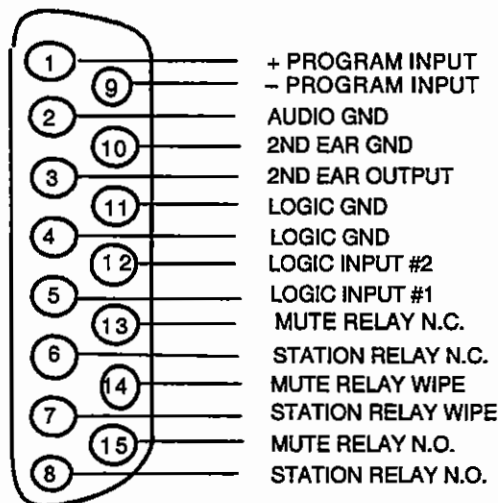 1 + PROGRAM INPUT
9 – PROGRAM INPUT
2 AUDIO GND
10 2ND EAR GND
3 2ND EAR OUTPUT
11 LOGIC GND
4 LOGIC GND
12 LOGIC INPUT #2
5 LOGIC INPUT #1
13 MUTE RELAY N.C.
6 STATION RELAY N.C.
14 MUTE RELAY WIPE
7 STATION RELAY WIPE
15 MUTE RELAY N.O.
8 STATION RELAY N.O.